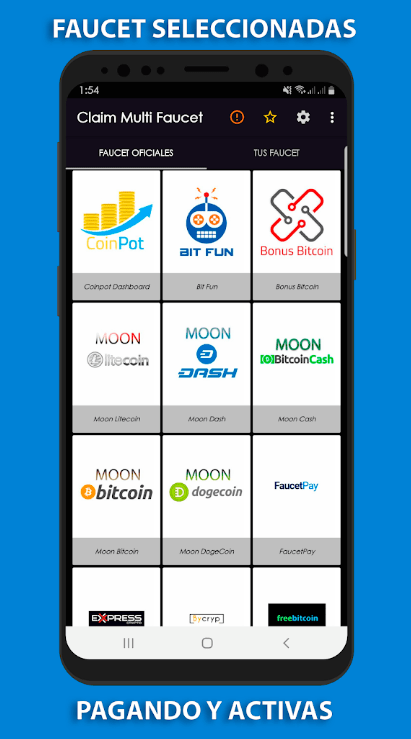 FAUCET SELECCIONADAS
1:54
Claim Multi Faucet
FAUCET OFICIALES
TUS FAUCET
CoinPot
BIT FUN
Bonus Bitcoin
Coinpot Dashboard
Bit Fun
Bonus Bitcoin
MOON
litecoin
MOON
DASH
MOON
BitcoinCash
Moon Litecoin
Moon Dash
Moon Cash
MOON
bitcoin
MOON
dogecoin
FaucetPay
Moon Bitcoin
Moon DogeCoin
FaucetPay
EXPRESS
freebitcoin
PAGANDO Y ACTIVAS